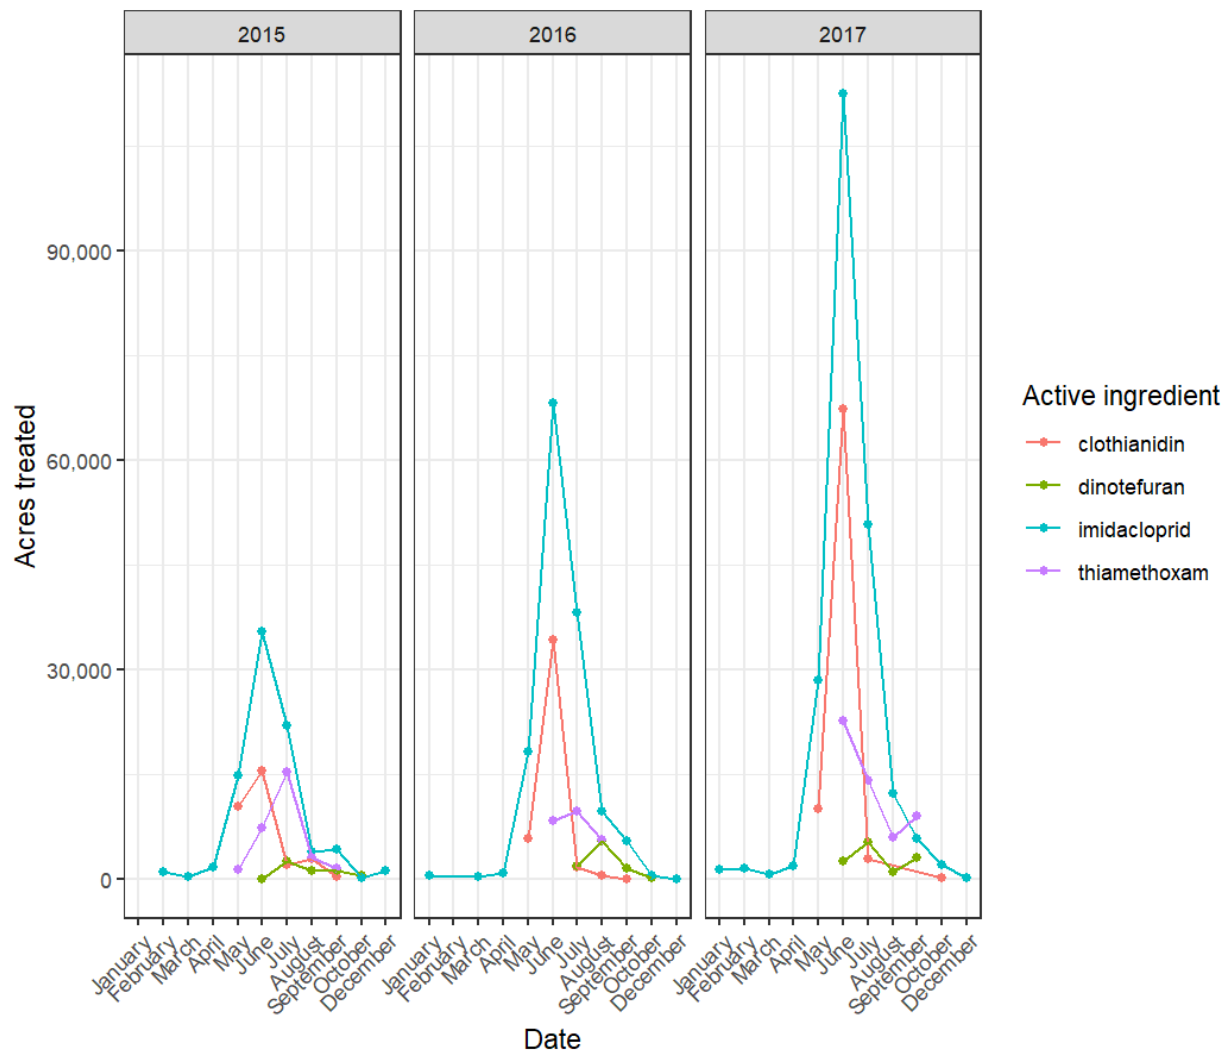 2015
2016
2017
Acres treated
90,000
60,000
30,000
0
January
February
March
April
May
June
July
August
September
October
December
January
February
March
April
May
June
July
August
September
October
December
January
February
March
April
May
June
July
August
September
October
December
Date
Active ingredient
clothianidin
dinotefuran
imidacloprid
thiamethoxam